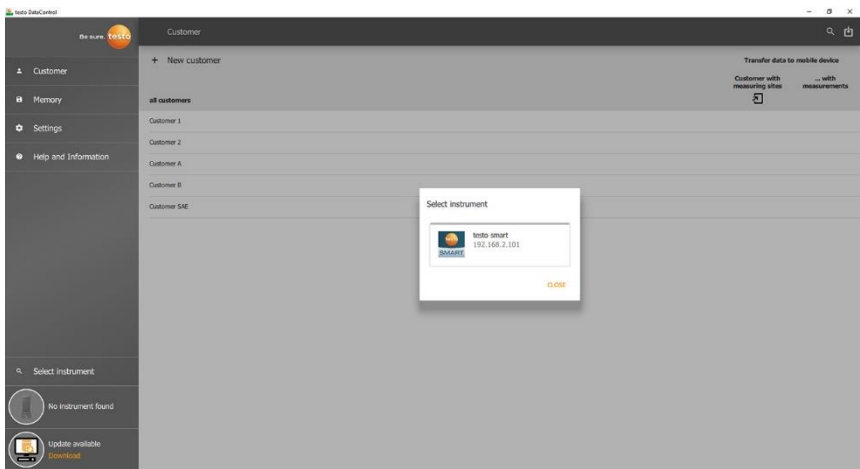 testo DataControl
Be sure. testo
Customer
Customer
Memory
Settings
Help and Information
+ New customer
Transfer data to mobile device
Customer with
measuring sites
... with
measurements
all customers
Customer 1
Customer 2
Customer A
Customer B
Customer SAE
Select instrument
testo smart
192.168.2.101
SMART
CLOSE
Select instrument
No instrument found
Update available
Download